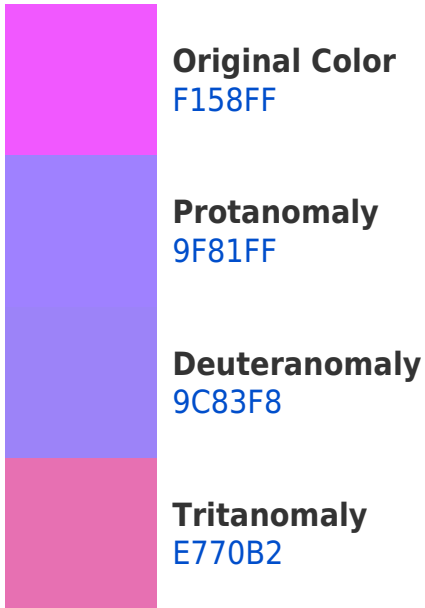 Original Color
F158FF
Protanomaly
9F81FF
Deuteranomaly
9C83F8
Tritanomaly
E770B2